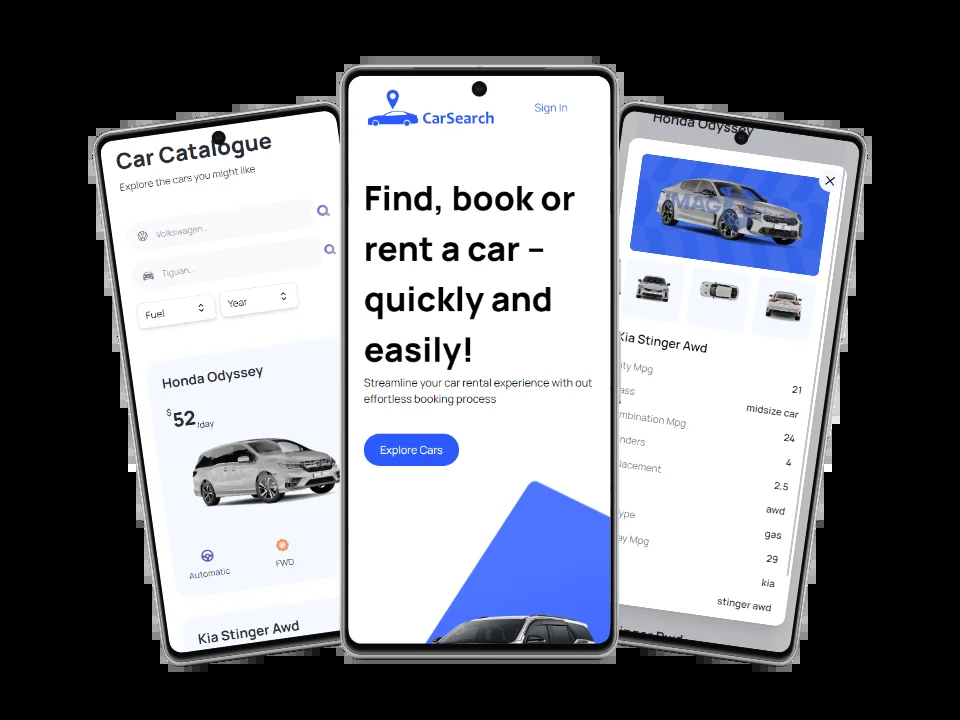 Car Catalogue
Explore the cars you might like
Volkswagen...
Tiguan...
Fuel
Year
Honda Odyssey
$52/day
Automatic
FWD
Kia Stinger Awd
CarSearch
Sign In
Find, book or
rent a car –
quickly and
easily!
Streamline your car rental experience with out
effortless booking process
Explore Cars
Honda Odyssey
IMAG
Kia Stinger Awd
ity Mpg
21
ass
midsize car
mbination Mpg
24
nders
4
lacement
2.5
awd
ype
gas
ay Mpg
29
kia
stinger awd
nger Awd